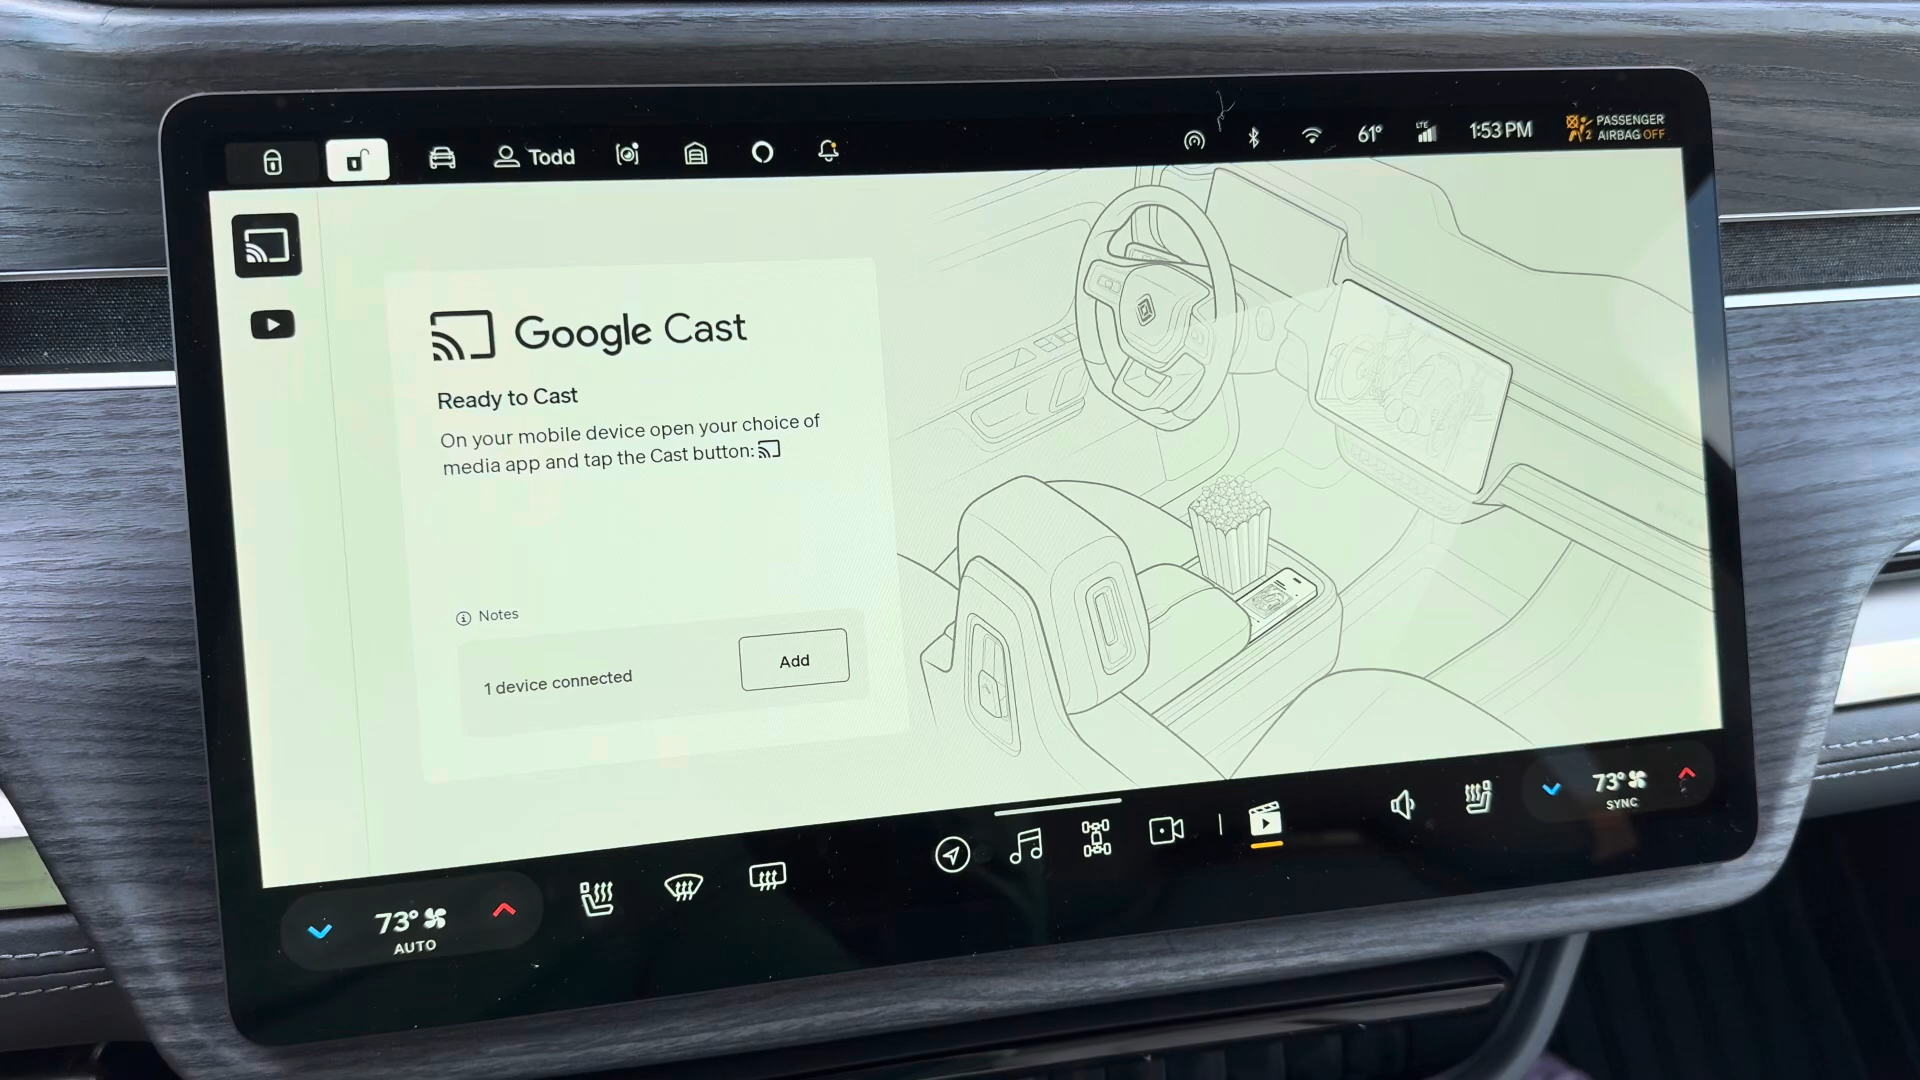 Todd
61°
LTE
1:53 PM
PASSENGER
AIRBAG OFF
2
Google Cast
Ready to Cast
On your mobile device open your choice of
media app and tap the Cast button:
Notes
1 device connected
Add
73°
AUTO
73°
SYNC